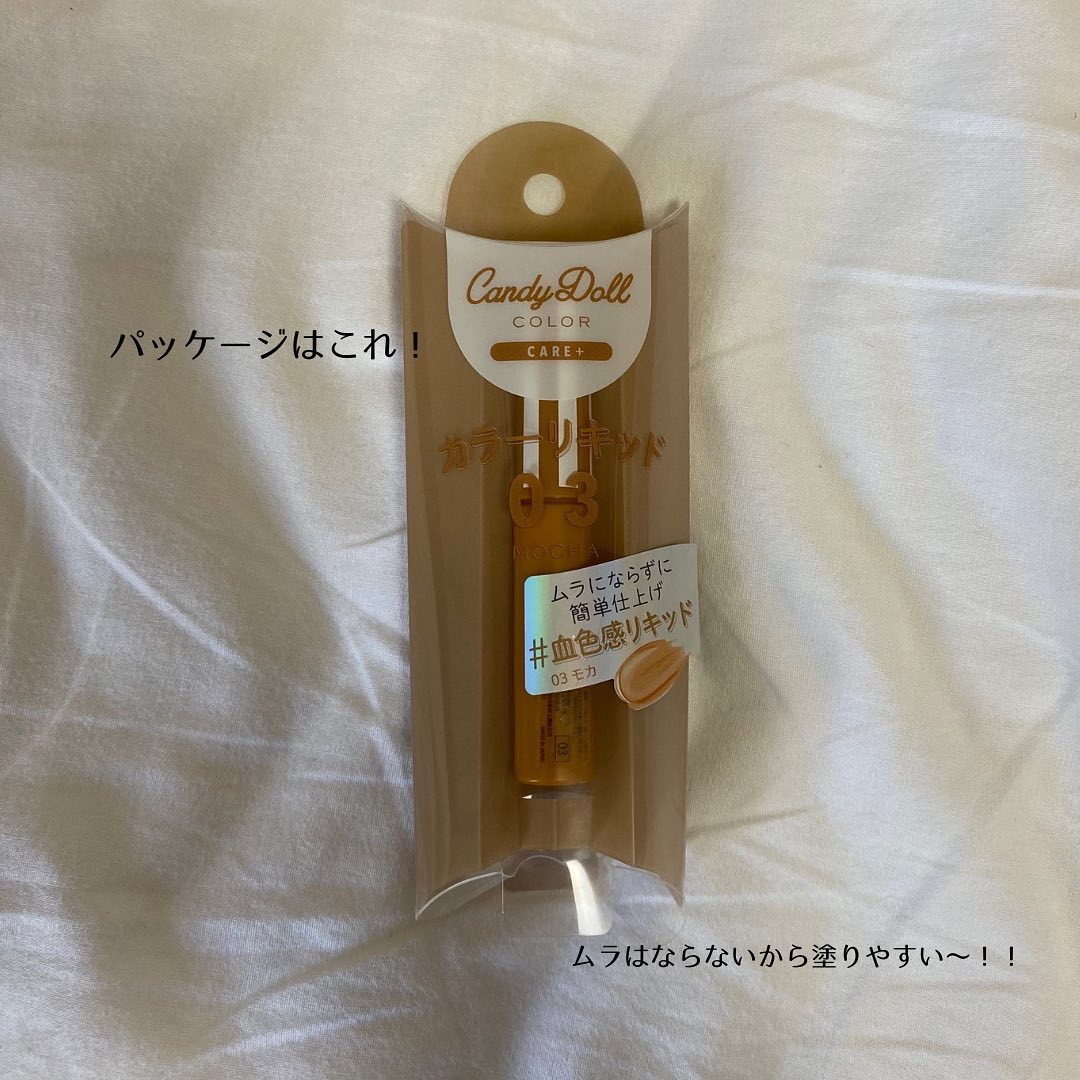 Candy Doll
COLOR
CARE+
パッケージはこれ！
カラーリキッド
03
MOCHA
ムラにならずに
簡単仕上げ
#血色感リキッド
03 モカ
03
ムラはならないから塗りやすい〜！！